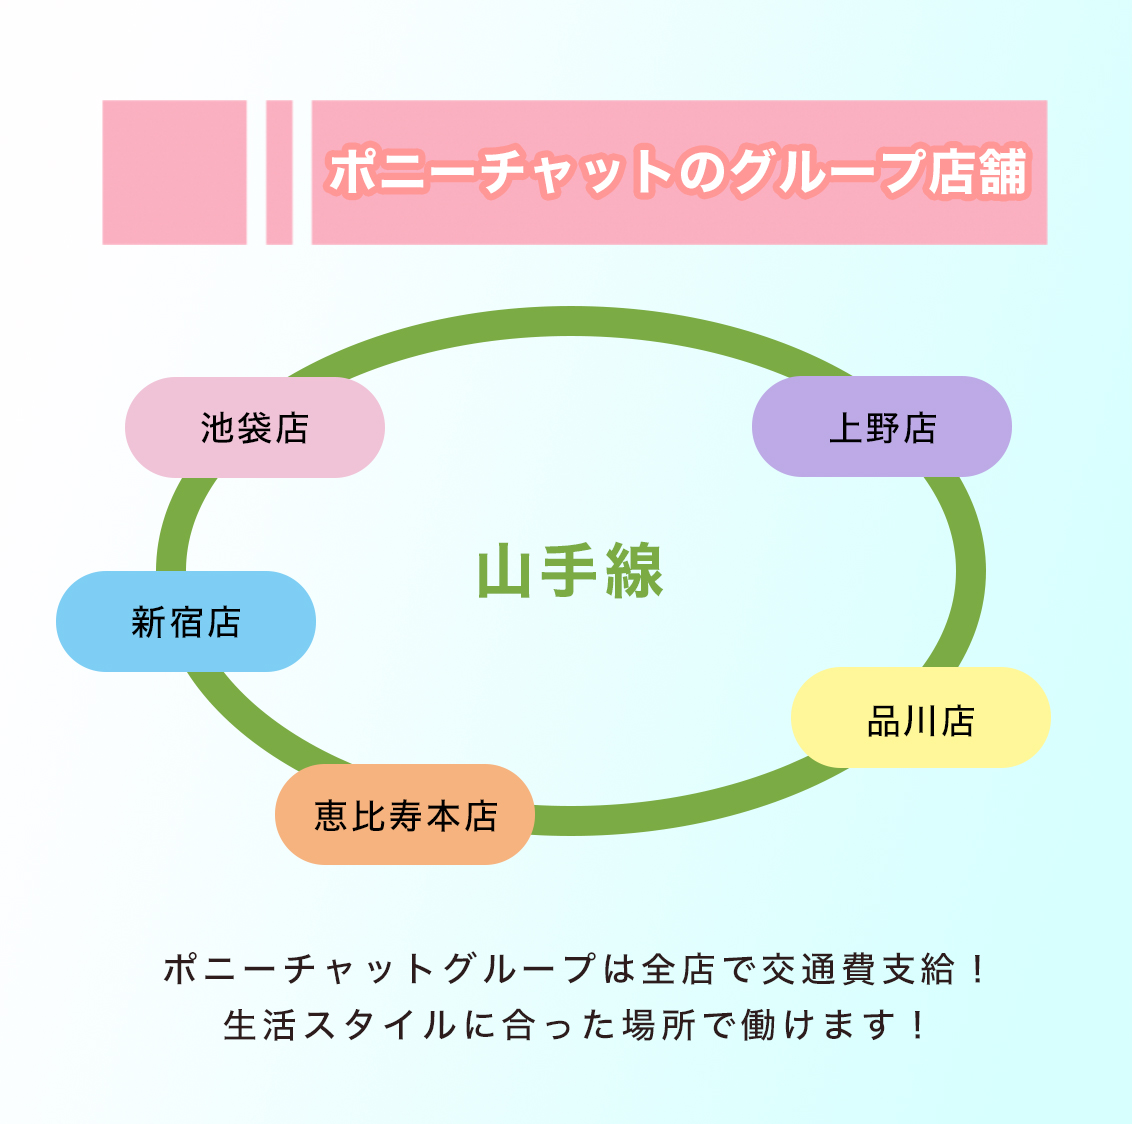 ポニーチャットのグループ店舗
池袋店
上野店
山手線
新宿店
品川店
恵比寿本店
ポニーチャットグループは全店で交通費支給！
生活スタイルに合った場所で働けます！